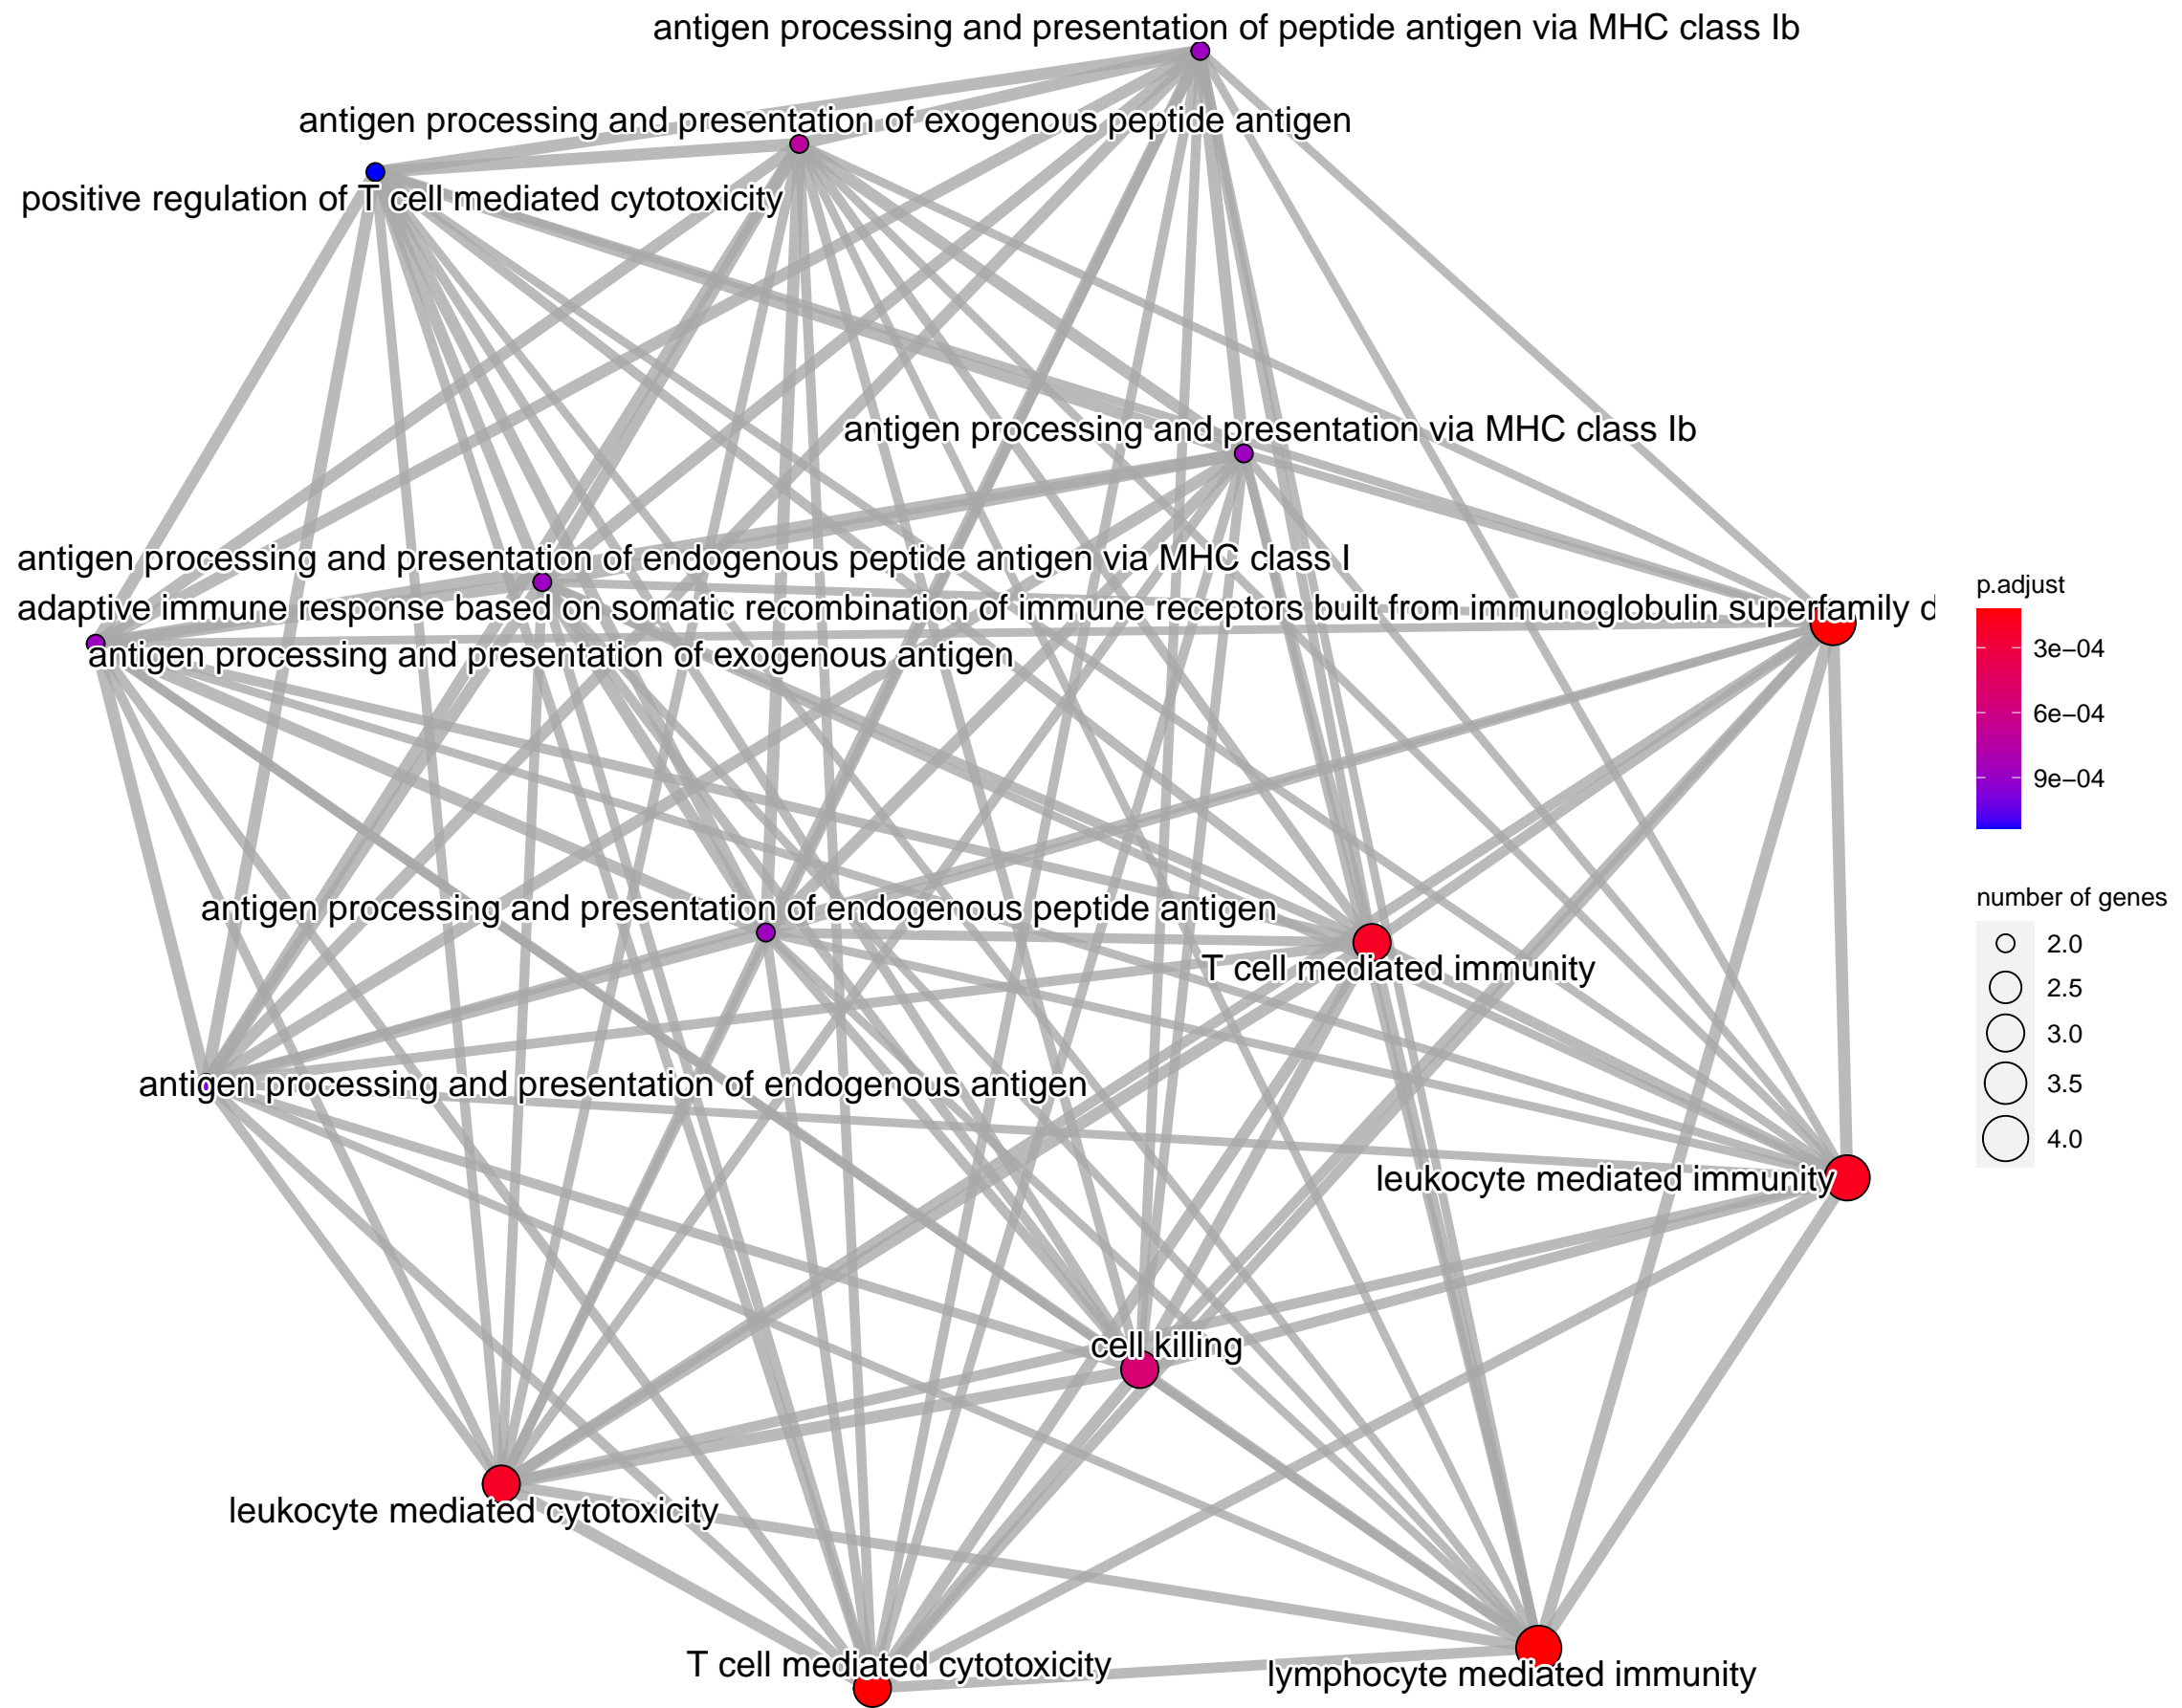 antigen processing and presentation of peptide antigen via MHC class Ib
antigen processing and presentation of exogenous peptide antigen
positive regulation of T cell mediated cytotoxicity
antigen processing and presentation via MHC class Ib
antigen processing and presentation of endogenous peptide antigen via MHC class I
adaptive immune response based on somatic recombination of immune receptors built from immunoglobulin superfamily d
antigen processing and presentation of exogenous antigen
antigen processing and presentation of endogenous peptide antigen
T cell mediated immunity
antigen processing and presentation of endogenous antigen
leukocyte mediated immunity
cell killing
leukocyte mediated cytotoxicity
T cell mediated cytotoxicity
lymphocyte mediated immunity
p.adjust
3e−04
6e−04
9e−04
number of genes
2.0
2.5
3.0
3.5
4.0